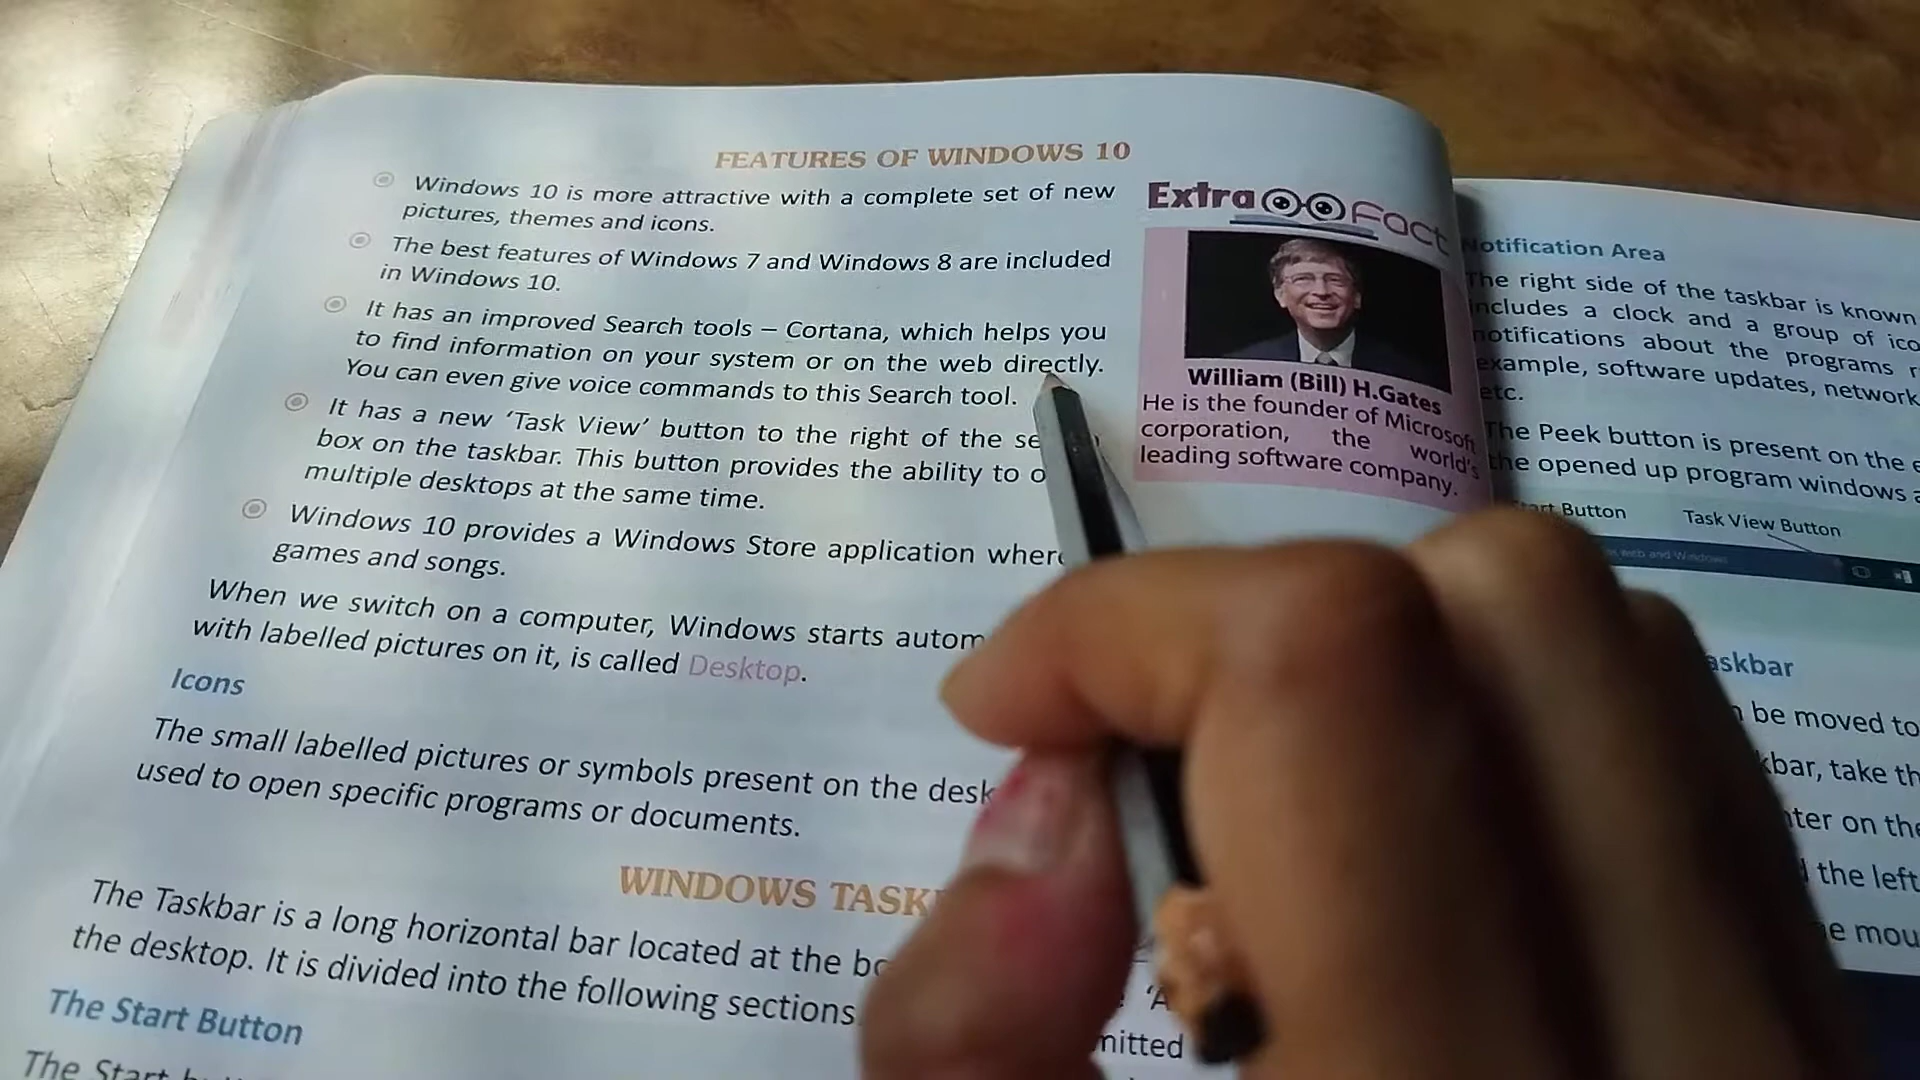 FEATURES OF WINDOWS 10
Windows 10 is more attractive with a complete set of new
pictures, themes and icons.
The best features of Windows 7 and Windows 8 are included
in Windows 10.
It has an improved Search tools – Cortana, which helps you
to find information on your system or on the web directly.
You can even give voice commands to this Search tool.
It has a new ‘Task View’ button to the right of the
box on the taskbar. This button provides the ability to
multiple desktops at the same time.
Windows 10 provides a Windows Store application
games and songs.
When we switch on a computer, Windows starts
with labelled pictures on it, is called Desktop.
Icons
The small labelled pictures or symbols present on the
used to open specific programs or documents.
WINDOWS
The Taskbar is a long horizontal bar located at the
the desktop. It is divided into the following sections
The Start Button
The Start
Extra Fact
William (Bill) H.Gates
He is the founder of Microsoft
corporation, the world's
leading software company.
Notification Area
The right side of the taskbar is known
includes a clock and a group of
notifications about the programs
example, software updates, network
etc.
The Peek button is present on the
the opened up program windows
Button
Task View Button
web and Windows
be moved to
take
on the
the left